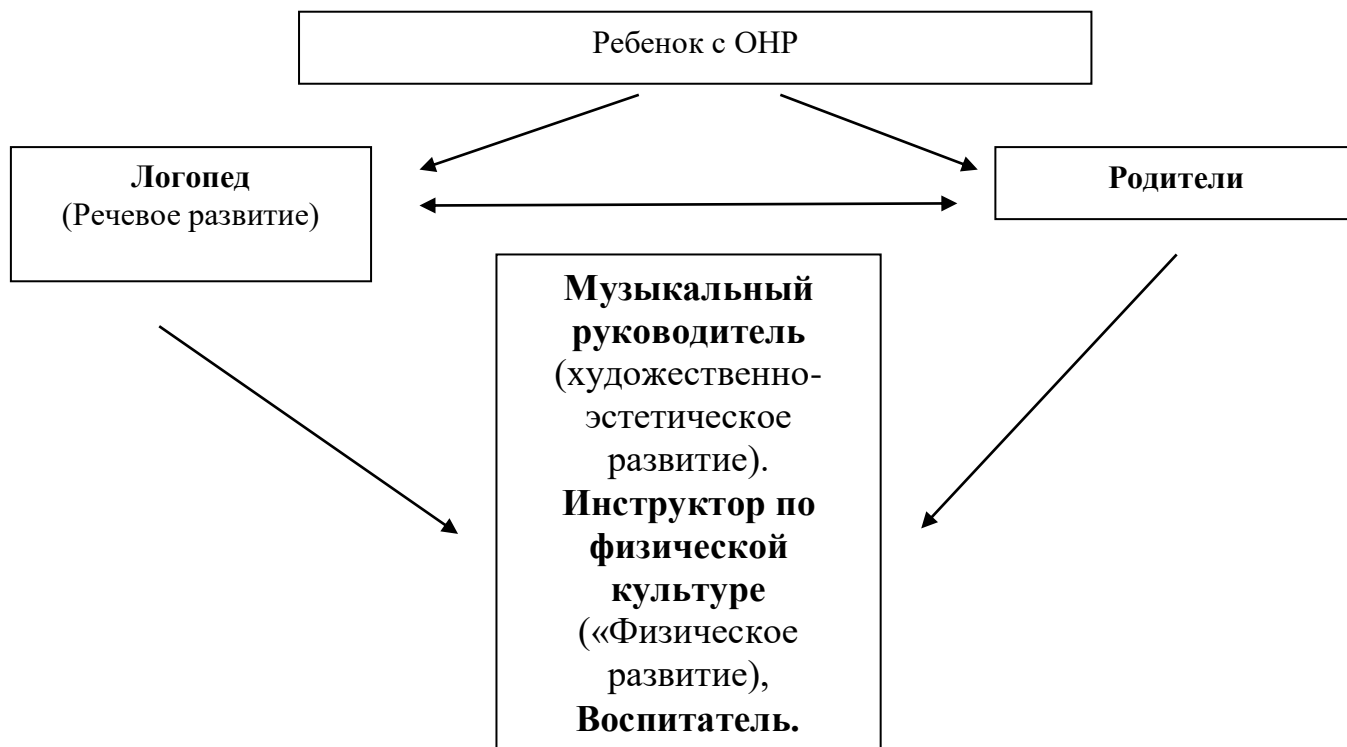 Ребенок с ОНР
Логопед
(Речевое развитие)
Родители
Музыкальный
руководитель
(художественно-
эстетическое
развитие).
Инструктор по
физической
культуре
(«Физическое
развитие),
Воспитатель.